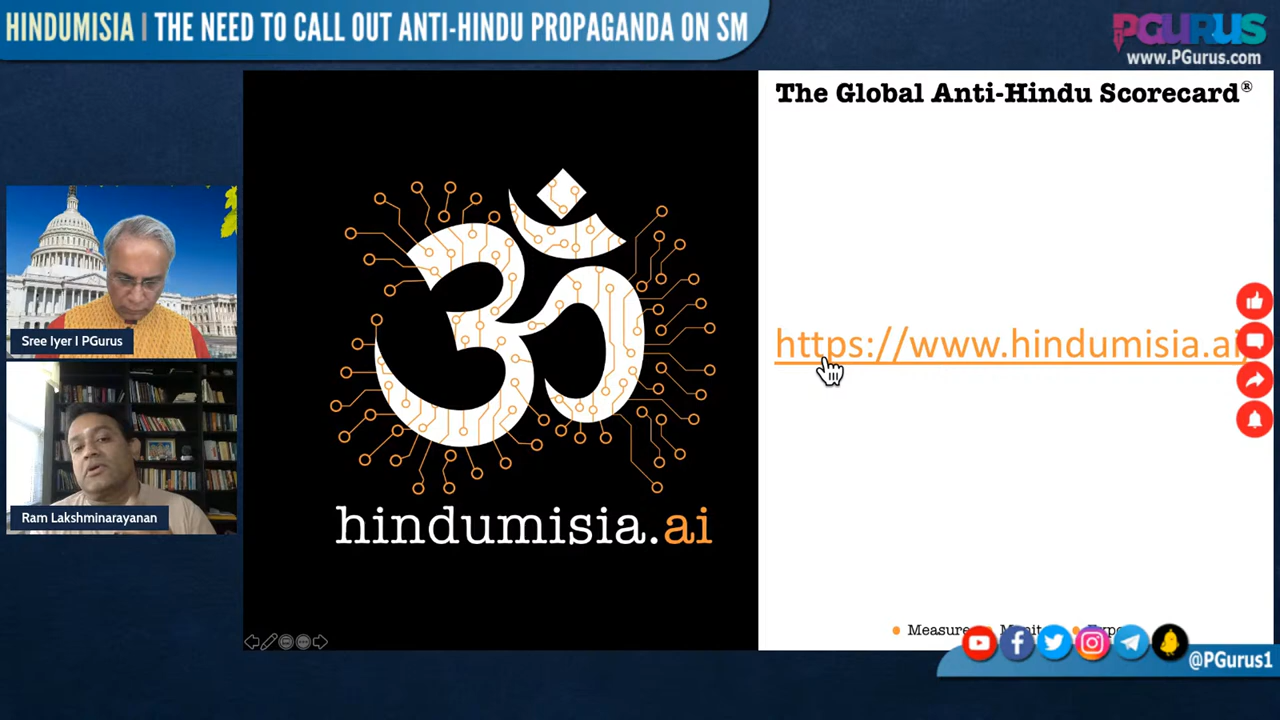 HINDUMISIA | THE NEED TO CALL OUT ANTI-HINDU PROPAGANDA ON SM
PGURUS
www.PGurus.com
The Global Anti-Hindu Scorecard®
Sree Iyer I PGurus
https://www.hindumisia.ai
Ram Lakshminarayanan
ॐ
hindumisia.ai
Measure
@PGurus1